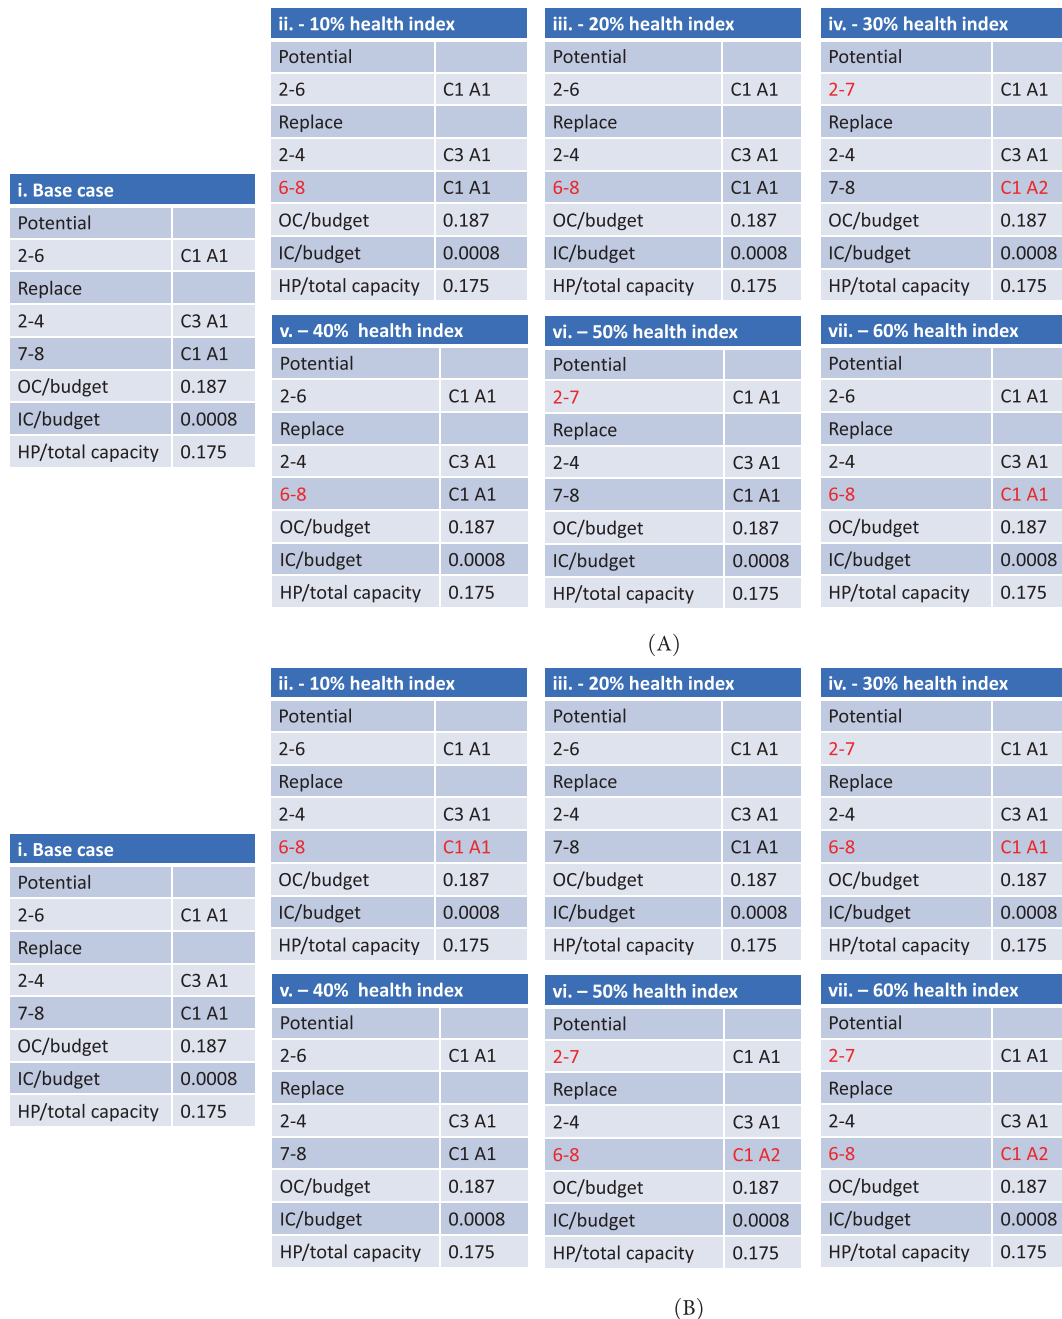 i. Base case
Potential
2-6 C1 A1
Replace
2-4 C3 A1
7-8 C1 A1
OC/budget 0.187
IC/budget 0.0008
HP/total capacity 0.175
ii. - 10% health index
Potential
2-6 C1 A1
Replace
2-4 C3 A1
6-8 C1 A1
OC/budget 0.187
IC/budget 0.0008
HP/total capacity 0.175
iii. - 20% health index
Potential
2-6 C1 A1
Replace
2-4 C3 A1
6-8 C1 A1
OC/budget 0.187
IC/budget 0.0008
HP/total capacity 0.175
iv. - 30% health index
Potential
2-7 C1 A1
Replace
2-4 C3 A1
7-8 C1 A2
OC/budget 0.187
IC/budget 0.0008
HP/total capacity 0.175
v. – 40% health index
Potential
2-6 C1 A1
Replace
2-4 C3 A1
6-8 C1 A1
OC/budget 0.187
IC/budget 0.0008
HP/total capacity 0.175
vi. – 50% health index
Potential
2-7 C1 A1
Replace
2-4 C3 A1
7-8 C1 A1
OC/budget 0.187
IC/budget 0.0008
HP/total capacity 0.175
vii. – 60% health index
Potential
2-6 C1 A1
Replace
2-4 C3 A1
6-8 C1 A1
OC/budget 0.187
IC/budget 0.0008
HP/total capacity 0.175
(A)
i. Base case
Potential
2-6 C1 A1
Replace
2-4 C3 A1
7-8 C1 A1
OC/budget 0.187
IC/budget 0.0008
HP/total capacity 0.175
ii. - 10% health index
Potential
2-6 C1 A1
Replace
2-4 C3 A1
6-8 C1 A1
OC/budget 0.187
IC/budget 0.0008
HP/total capacity 0.175
iii. - 20% health index
Potential
2-6 C1 A1
Replace
2-4 C3 A1
7-8 C1 A1
OC/budget 0.187
IC/budget 0.0008
HP/total capacity 0.175
iv. - 30% health index
Potential
2-7 C1 A1
Replace
2-4 C3 A1
6-8 C1 A1
OC/budget 0.187
IC/budget 0.0008
HP/total capacity 0.175
v. – 40% health index
Potential
2-6 C1 A1
Replace
2-4 C3 A1
7-8 C1 A1
OC/budget 0.187
IC/budget 0.0008
HP/total capacity 0.175
vi. – 50% health index
Potential
2-7 C1 A1
Replace
2-4 C3 A1
6-8 C1 A2
OC/budget 0.187
IC/budget 0.0008
HP/total capacity 0.175
vii. – 60% health index
Potential
2-7 C1 A1
Replace
2-4 C3 A1
6-8 C1 A2
OC/budget 0.187
IC/budget 0.0008
HP/total capacity 0.175
(B)